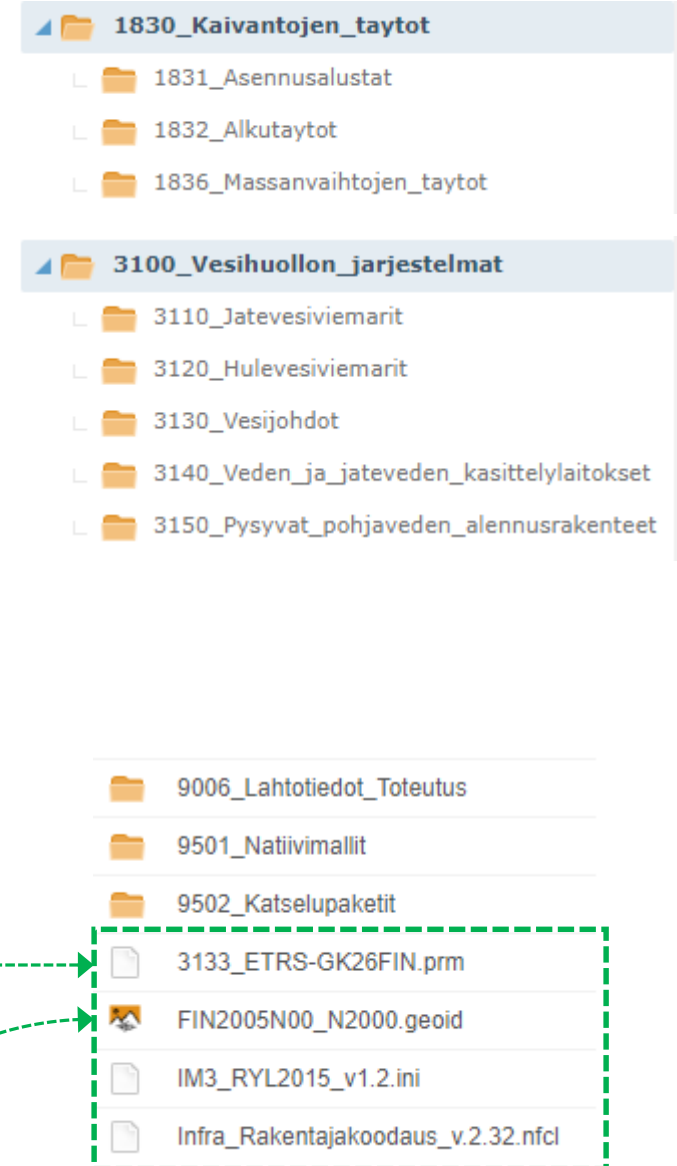 1830_Kaivantojen_taytot
1831_Asennusalustat
1832_Alkutaytot
1836_Massanvaihtojen_taytot
3100_Vesihuollon_jarjestelmat
3110_Jatevesiviemarit
3120_Hulevesiviemarit
3130_Vesijohdot
3140_Veden_ja_jateveden_kasittelylaitokset
3150_Pysyvat_pohjaveden_alennusrakenteet
9006_Lahtotiedot_Toteutus
9501_Natiivimallit
9502_Katselupaketit
3133_ETRS-GK26FIN.prm
FIN2005N00_N2000.geoid
IM3_RYL2015_v1.2.ini
Infra_Rakentajakoodaus_v.2.32.nfcl